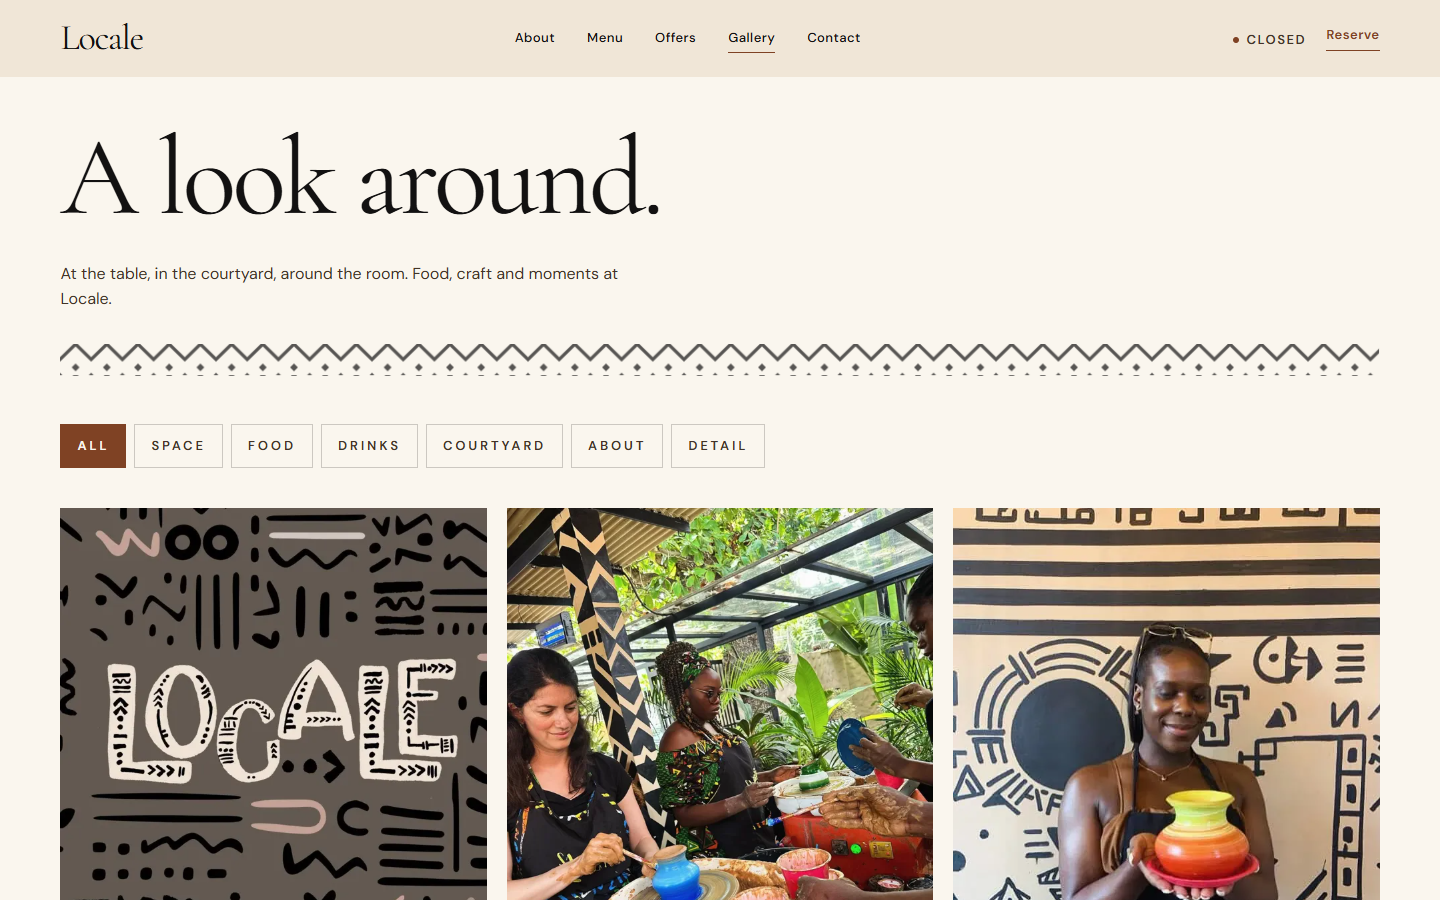 Locale
About
Menu
Offers
Gallery
Contact
CLOSED
Reserve
A look around.
At the table, in the courtyard, around the room. Food, craft and moments at
Locale.
ALL
SPACE
FOOD
DRINKS
COURTYARD
ABOUT
DETAIL
LOCALE